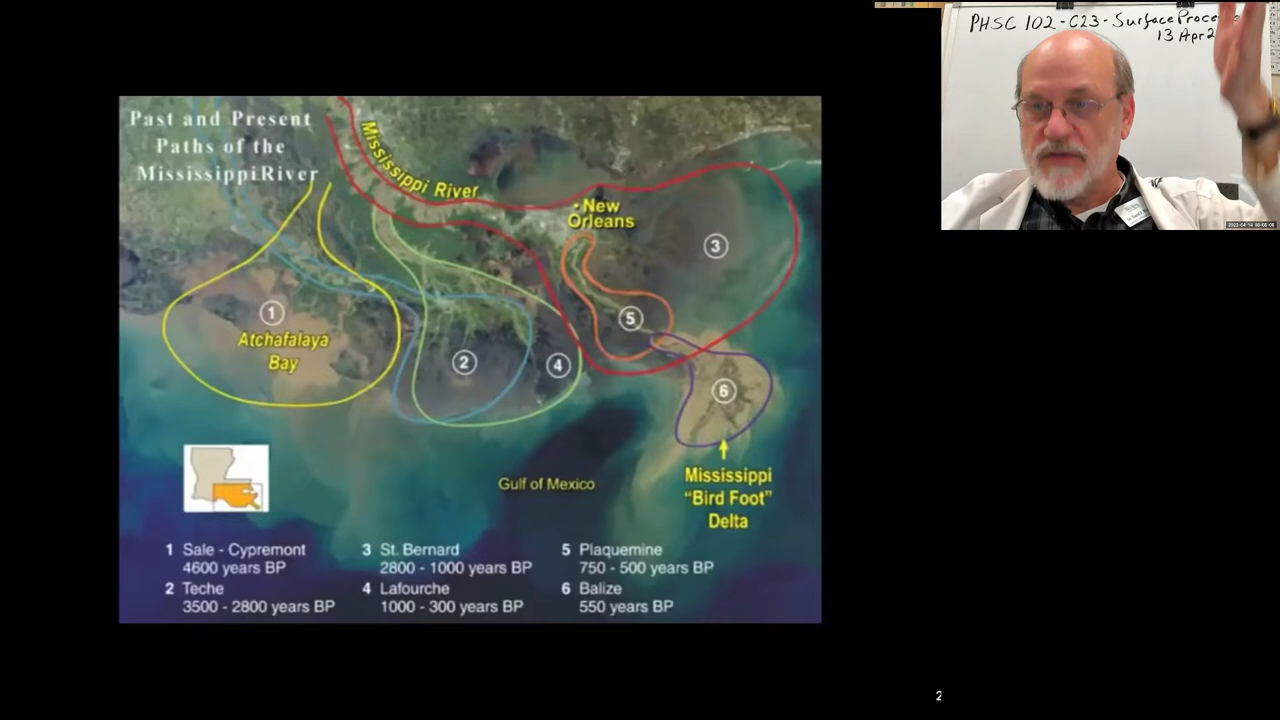 PHSC 102 - C23 - Surface Proce
13 Apr 2
Past and Present
Paths of the
Mississippi River
Mississippi River
New
Orleans
1
Atchafalaya
Bay
2
3
4
5
6
Mississippi
"Bird Foot"
Delta
Gulf of Mexico
1 Sale - Cypremont
4600 years BP
2 Teche
3500 - 2800 years BP
3 St. Bernard
2800 - 1000 years BP
4 Lafourche
1000 - 300 years BP
5 Plaquemine
750 - 500 years BP
6 Balize
550 years BP
2